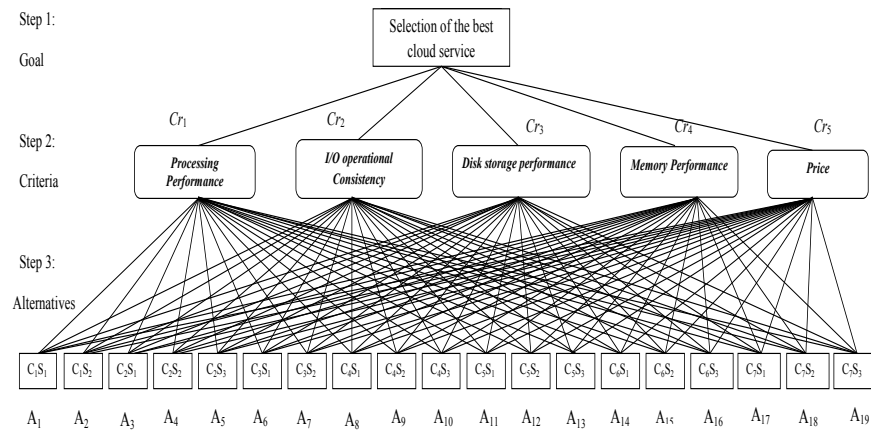 Step 1:
Goal
Selection of the best
cloud service
Cr₁ Cr₂ Cr₃ Cr₄ Cr₅
Step 2:
Criteria
Processing
Performance
I/O operational
Consistency
Disk storage performance
Memory Performance
Price
Step 3:
Alternatives
C₁S₁ C₁S₂ C₂S₁ C₂S₂ C₂S₃ C₃S₁ C₃S₂ C₄S₁ C₄S₂ C₄S₃ C₅S₁ C₅S₂ C₅S₃ C₆S₁ C₆S₂ C₆S₃ C₇S₁ C₇S₂ C₇S₃
A₁ A₂ A₃ A₄ A₅ A₆ A₇ A₈ A₉ A₁₀ A₁₁ A₁₂ A₁₃ A₁₄ A₁₅ A₁₆ A₁₇ A₁₈ A₁₉